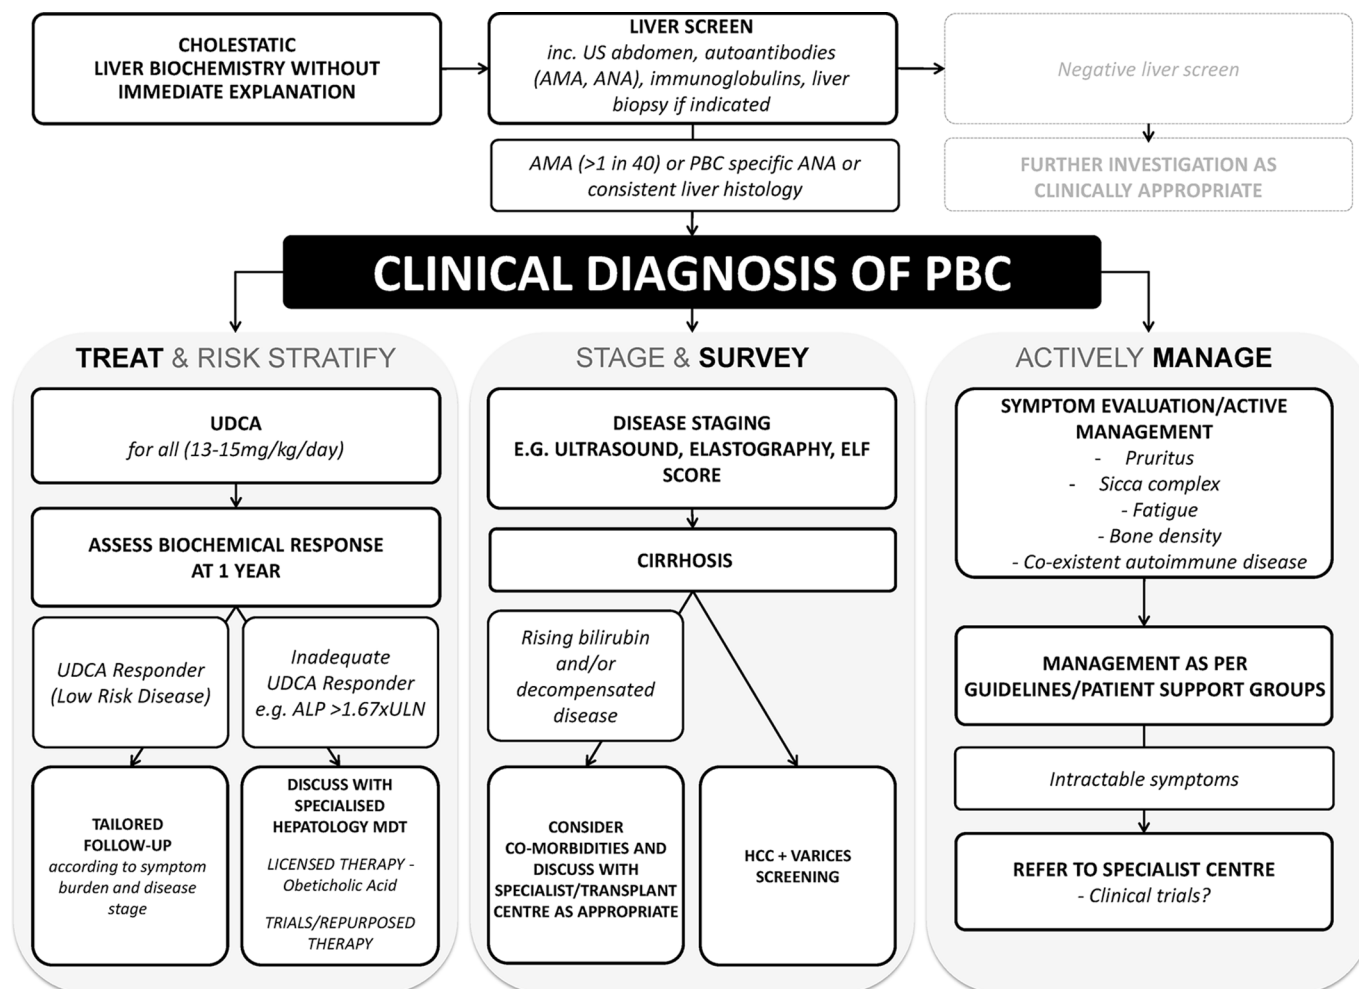 CHOLESTATIC
LIVER BIOCHEMISTRY WITHOUT
IMMEDIATE EXPLANATION
LIVER SCREEN
inc. US abdomen, autoantibodies
(AMA, ANA), immunoglobulins, liver
biopsy if indicated
Negative liver screen
AMA (>1 in 40) or PBC specific ANA or
consistent liver histology
FURTHER INVESTIGATION AS
CLINICALLY APPROPRIATE
CLINICAL DIAGNOSIS OF PBC
TREAT & RISK STRATIFY
UDCA
for all (13-15mg/kg/day)
ASSESS BIOCHEMICAL RESPONSE
AT 1 YEAR
UDCA Responder
(Low Risk Disease)
Inadequate
UDCA Responder
e.g. ALP >1.67xULN
TAILORED
FOLLOW-UP
according to symptom
burden and disease
stage
DISCUSS WITH
SPECIALISED
HEPATOLOGY MDT
LICENSED THERAPY -
Obeticholic Acid
TRIALS/REPURPOSED
THERAPY
STAGE & SURVEY
DISEASE STAGING
E.G. ULTRASOUND, ELASTOGRAPHY, ELF
SCORE
CIRRHOSIS
Rising bilirubin
and/or
decompensated
disease
CONSIDER
CO-MORBIDITIES AND
DISCUSS WITH
SPECIALIST/TRANSPLANT
CENTRE AS APPROPRIATE
HCC + VARICES
SCREENING
ACTIVELY MANAGE
SYMPTOM EVALUATION/ACTIVE
MANAGEMENT
- Pruritus
- Sicca complex
- Fatigue
- Bone density
- Co-existent autoimmune disease
MANAGEMENT AS PER
GUIDELINES/PATIENT SUPPORT GROUPS
Intractable symptoms
REFER TO SPECIALIST CENTRE
- Clinical trials?